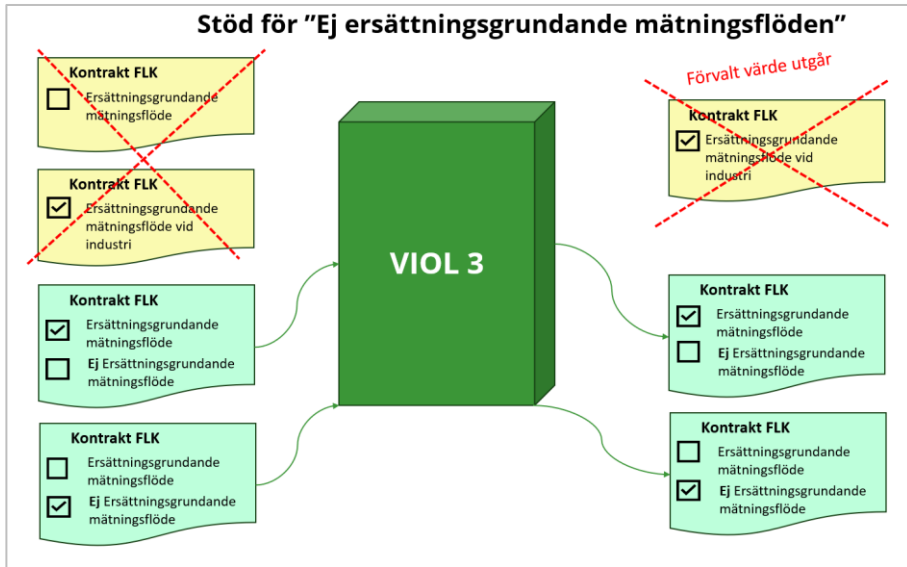 Stöd för ”Ej ersättningsgrundande mätningsflöden”
Kontrakt FLK
Ersättningsgrundande
mätningsflöde
Kontrakt FLK
Ersättningsgrundande
mätningsflöde vid
industri
Kontrakt FLK
Ersättningsgrundande
mätningsflöde
Ej Ersättningsgrundande
mätningsflöde
Kontrakt FLK
Ersättningsgrundande
mätningsflöde
Ej Ersättningsgrundande
mätningsflöde
VIOL 3
Förvalt värde utgår
Kontrakt FLK
Ersättningsgrundande
mätningsflöde vid
industri
Kontrakt FLK
Ersättningsgrundande
mätningsflöde
Ej Ersättningsgrundande
mätningsflöde
Kontrakt FLK
Ersättningsgrundande
mätningsflöde
Ej Ersättningsgrundande
mätningsflöde